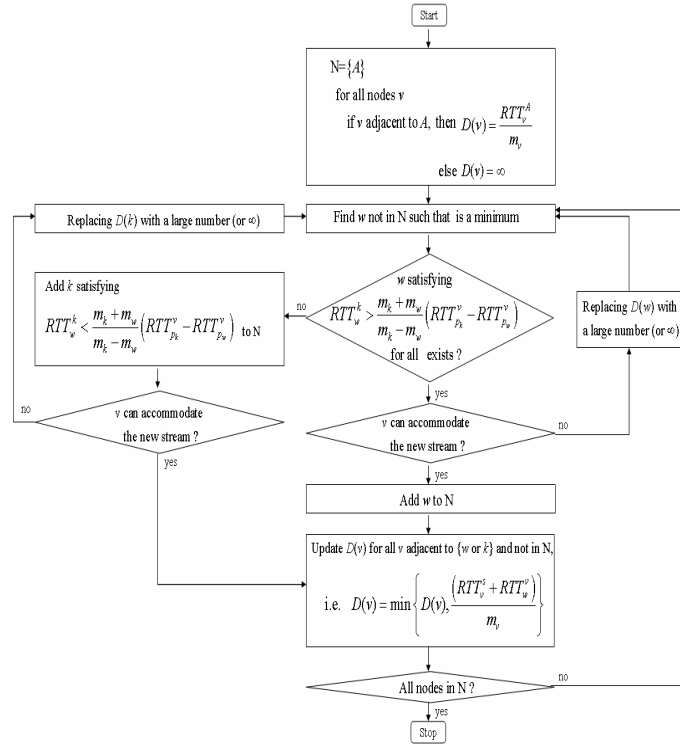 Start
N={A}
for all nodes v
if v adjacent to A, then D(v) = RTT_v^A / m_v
else D(v) = ∞
Replacing D(k) with a large number (or ∞)
Find w not in N such that is a minimum
w satisfying
RTT_w^k > (m_k + m_w)/(m_k − m_w) (RTT_{p_k}^v − RTT_{p_w}^v)
for all exists ?
no
yes
Add k satisfying
RTT_w^k < (m_k + m_w)/(m_k − m_w) (RTT_{p_k}^v − RTT_{p_w}^v) to N
Replacing D(w) with
a large number (or ∞)
v can accommodate
the new stream ?
no
yes
v can accommodate
the new stream ?
no
yes
Add w to N
Update D(v) for all v adjacent to {w or k} and not in N,
i.e. D(v) = min{D(v), (RTT_v^s + RTT_w^v)/m_v}
All nodes in N ?
no
yes
Stop